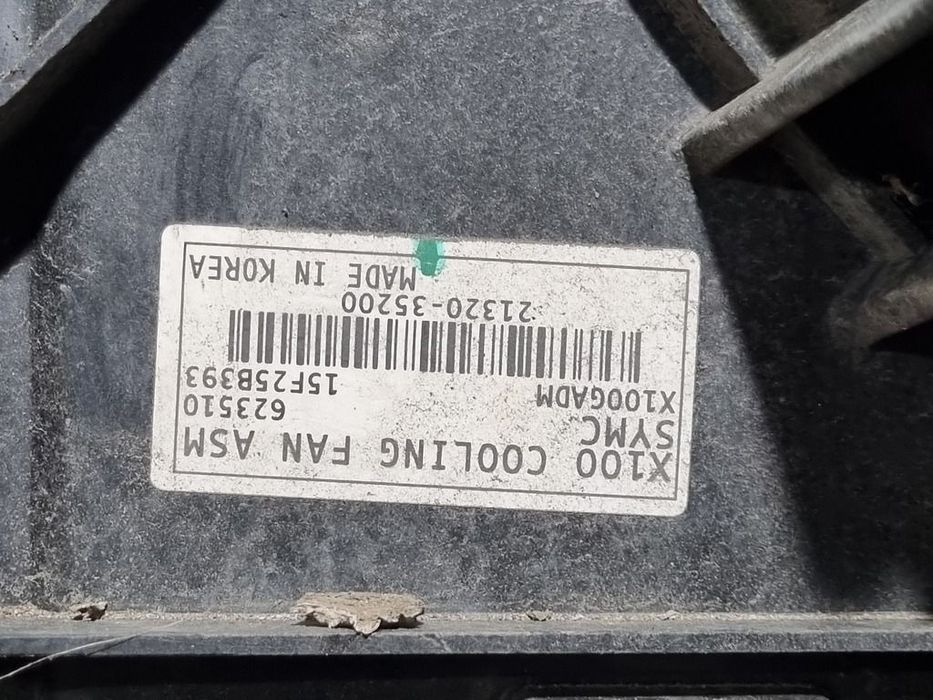 X100 COOLING FAN ASM
SYMC 623510
X100GADM 15F25B393
21320-35200
MADE IN KOREA